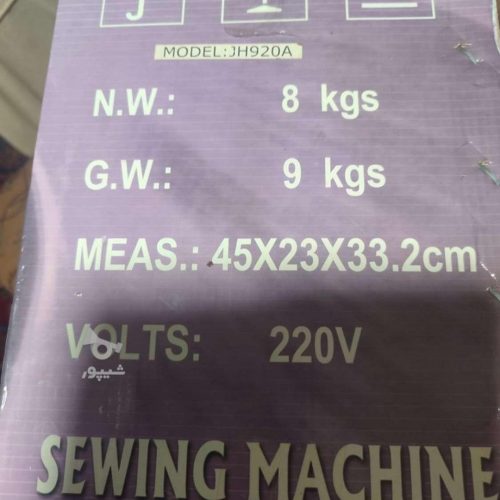 MODEL:JH920A
N.W.: 8 kgs
G.W.: 9 kgs
MEAS.: 45X23X33.2cm
VOLTS: 220V
شیپور
SEWING MACHINE